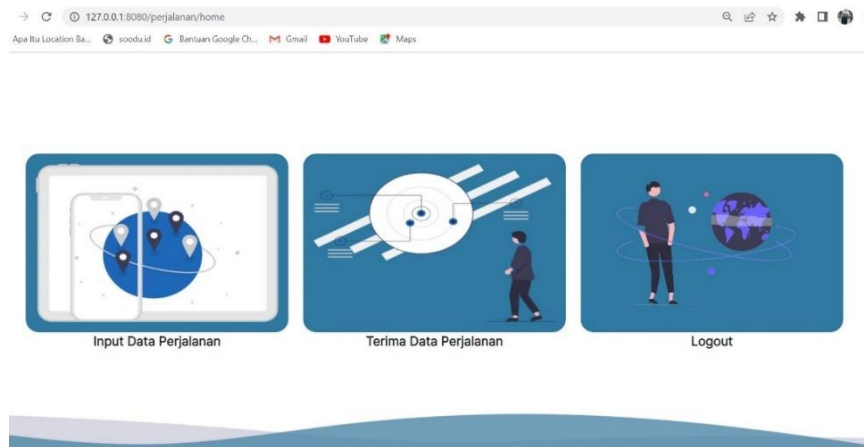 127.0.0.1:8080/perjalanan/home
Apa Itu Location Ba... soodu.id Bantuan Google Ch... Gmail YouTube Maps
Input Data Perjalanan Terima Data Perjalanan Logout